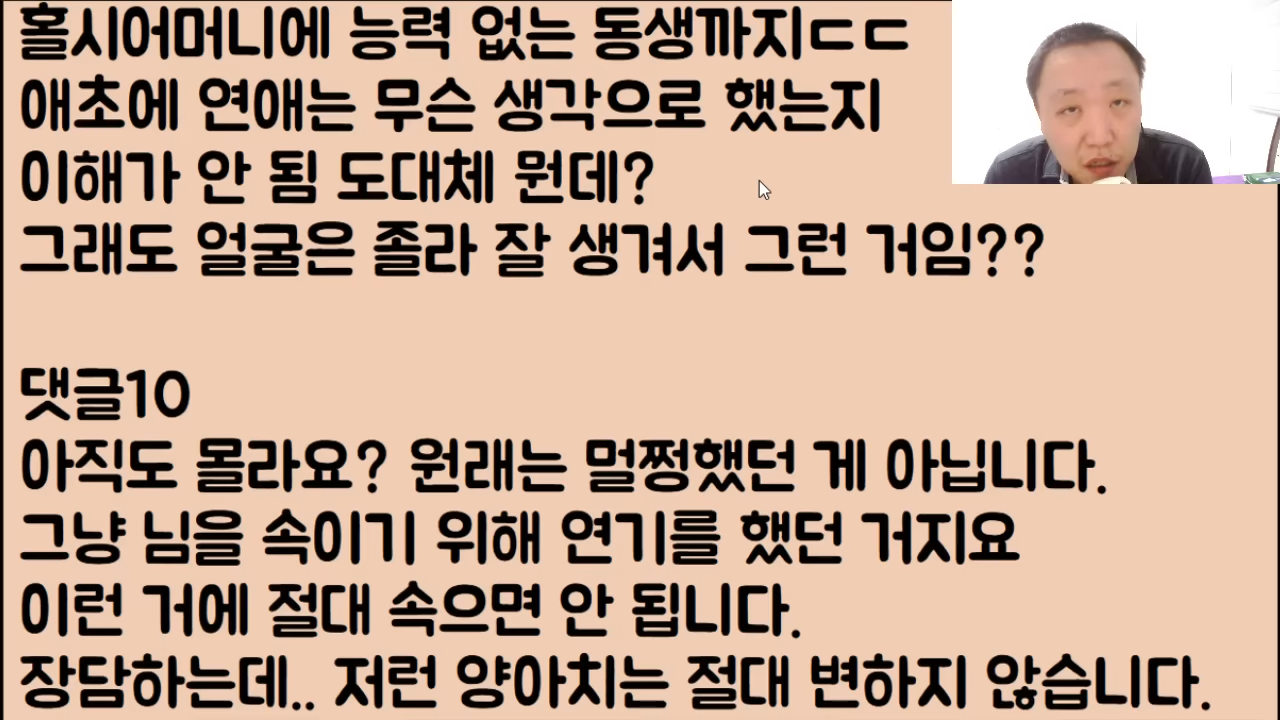 홀시어머니에 능력 없는 동생까지ㄷㄷ
애초에 연애는 무슨 생각으로 했는지
이해가 안 됨 도대체 뭔데?
그래도 얼굴은 졸라 잘 생겨서 그런 거임??
댓글10
아직도 몰라요? 원래는 멀쩡했던 게 아닙니다.
그냥 님을 속이기 위해 연기를 했던 거지요
이런 거에 절대 속으면 안 됩니다.
장담하는데.. 저런 양아치는 절대 변하지 않습니다.